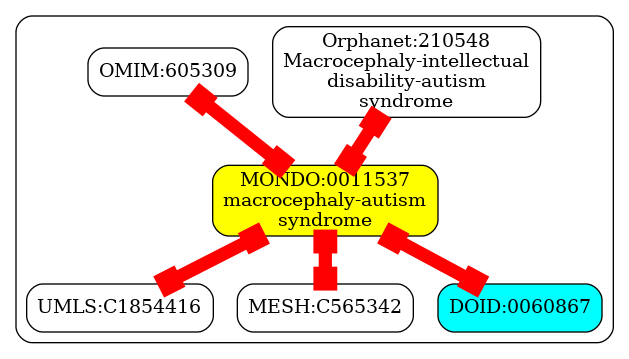 OMIM:605309
Orphanet:210548
Macrocephaly-intellectual
disability-autism
syndrome
MONDO:0011537
macrocephaly-autism
syndrome
UMLS:C1854416
MESH:C565342
DOID:0060867